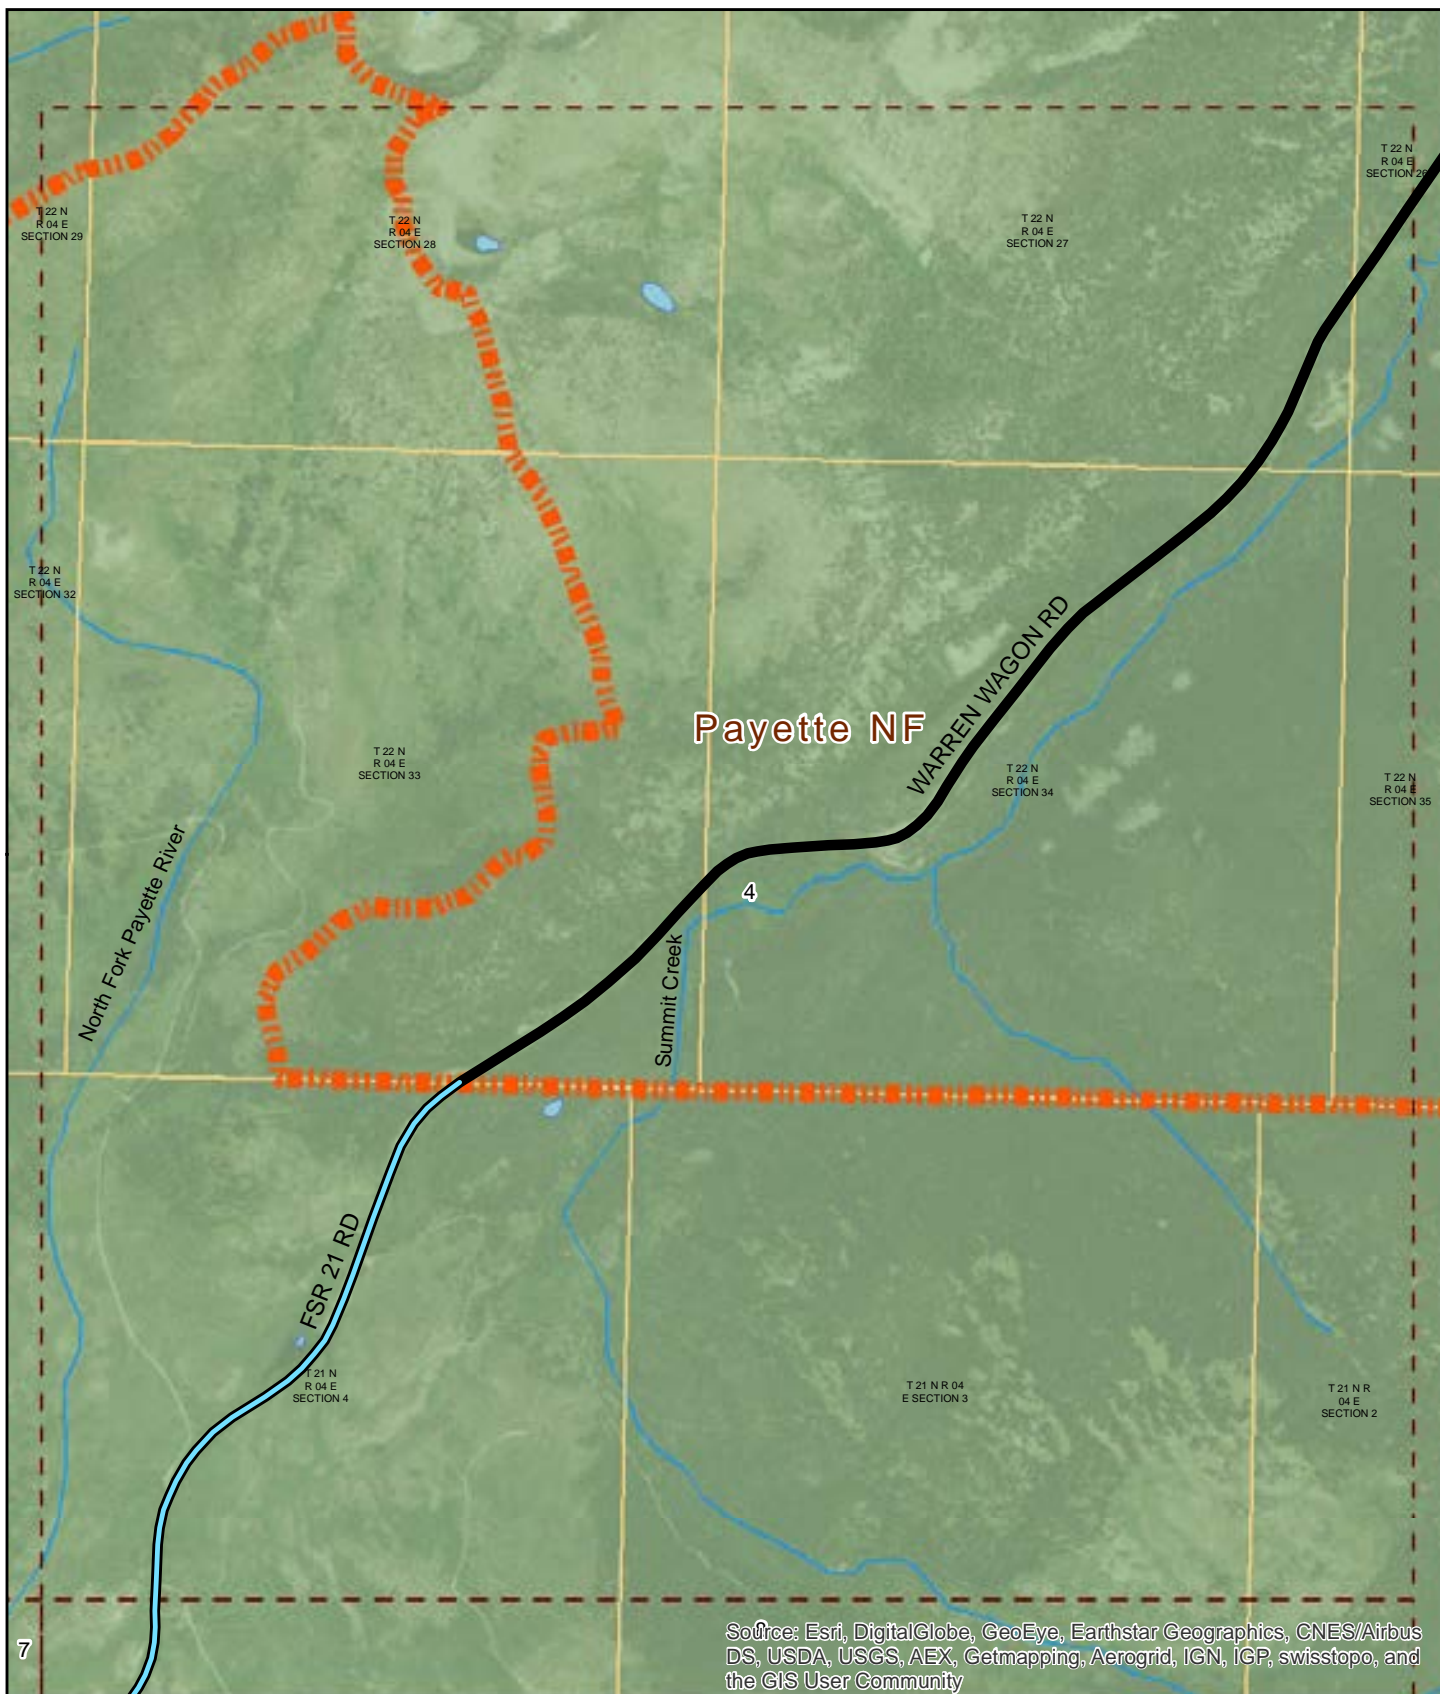 T 22 N
R 04 E
SECTION 26
T 22 N
R 04 E
SECTION 29
T 22 N
R 04 E
SECTION 28
T 22 N
R 04 E
SECTION 27
T 22 N
R 04 E
SECTION 32
WARREN WAGON RD
Payette NF
T 22 N
R 04 E
SECTION 33
T 22 N
R 04 E
SECTION 34
T 22 N
R 04 E
SECTION 35
North Fork Payette River
4
Summit Creek
FSR 21 RD
T 21 N
R 04 E
SECTION 4
T 21 N R 04
E SECTION 3
T 21 N R
04 E
SECTION 2
7
Source: Esri, DigitalGlobe, GeoEye, Earthstar Geographics, CNES/Airbus
DS, USDA, USGS, AEX, Getmapping, Aerogrid, IGN, IGP, swisstopo, and
the GIS User Community